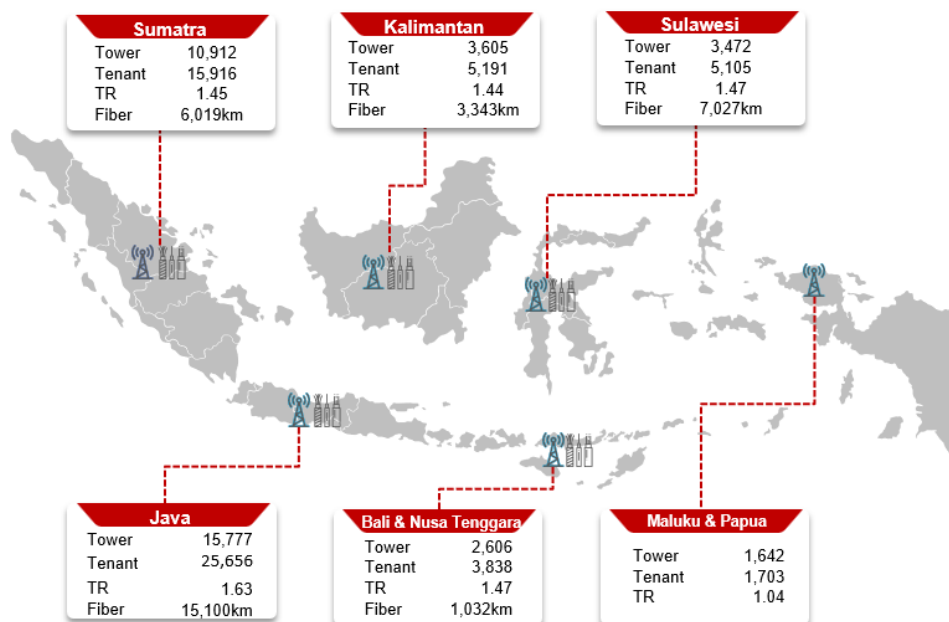 Sumatra
Tower 10,912
Tenant 15,916
TR 1.45
Fiber 6,019km
Kalimantan
Tower 3,605
Tenant 5,191
TR 1.44
Fiber 3,343km
Sulawesi
Tower 3,472
Tenant 5,105
TR 1.47
Fiber 7,027km
Java
Tower 15,777
Tenant 25,656
TR 1.63
Fiber 15,100km
Bali & Nusa Tenggara
Tower 2,606
Tenant 3,838
TR 1.47
Fiber 1,032km
Maluku & Papua
Tower 1,642
Tenant 1,703
TR 1.04